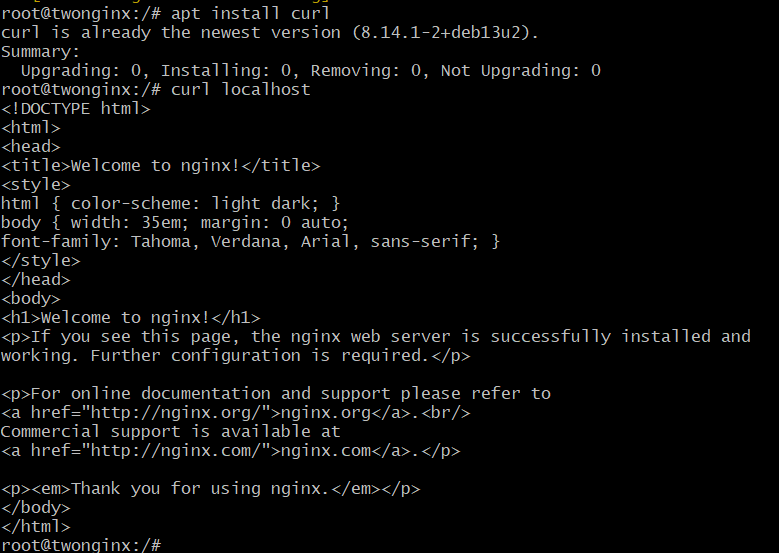 root@twonginx:/# apt install curl
curl is already the newest version (8.14.1-2+deb13u2).
Summary:
  Upgrading: 0, Installing: 0, Removing: 0, Not Upgrading: 0
root@twonginx:/# curl localhost
<!DOCTYPE html>
<html>
<head>
<title>Welcome to nginx!</title>
<style>
html { color-scheme: light dark; }
body { width: 35em; margin: 0 auto;
font-family: Tahoma, Verdana, Arial, sans-serif; }
</style>
</head>
<body>
<h1>Welcome to nginx!</h1>
<p>If you see this page, the nginx web server is successfully installed and
working. Further configuration is required.</p>

<p>For online documentation and support please refer to
<a href="http://nginx.org/">nginx.org</a>.<br/>
Commercial support is available at
<a href="http://nginx.com/">nginx.com</a>.</p>

<p><em>Thank you for using nginx.</em></p>
</body>
</html>
root@twonginx:/#